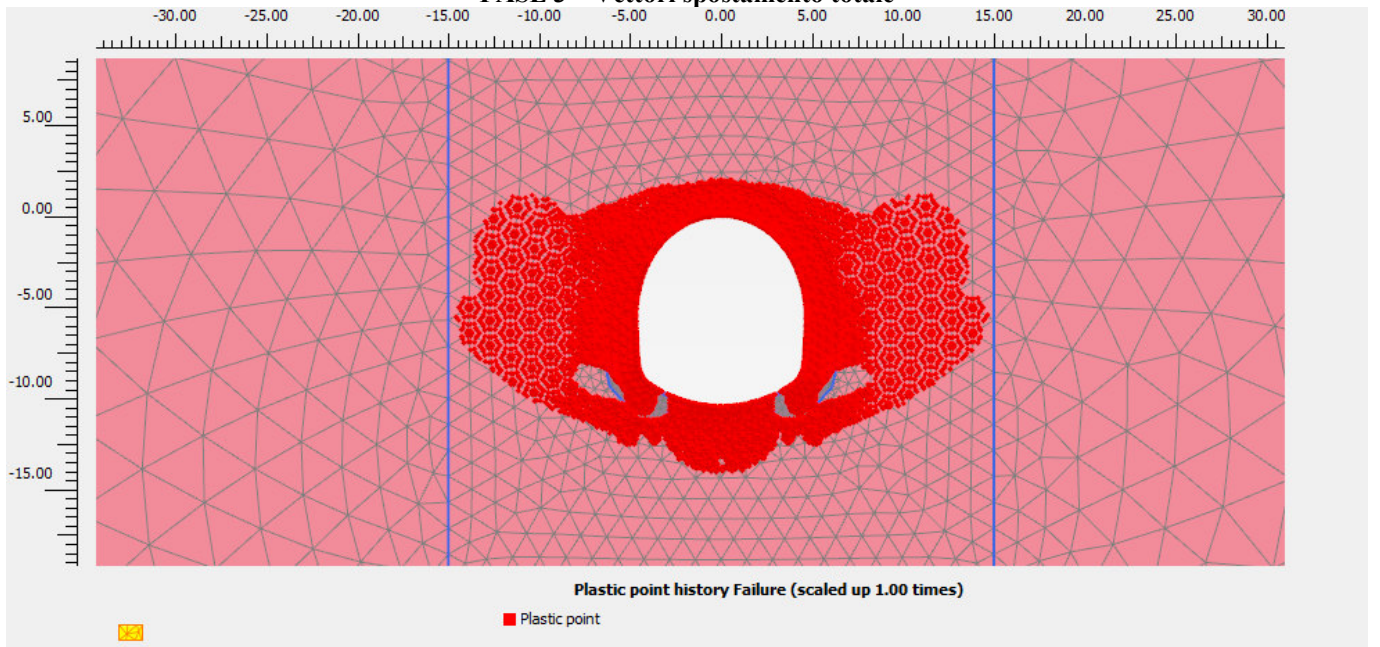 FASE 3 – Vettori spostamento totale
-30.00 -25.00 -20.00 -15.00 -10.00 -5.00 0.00 5.00 10.00 15.00 20.00 25.00 30.00
5.00
0.00
-5.00
-10.00
-15.00
Plastic point history Failure (scaled up 1.00 times)
Plastic point